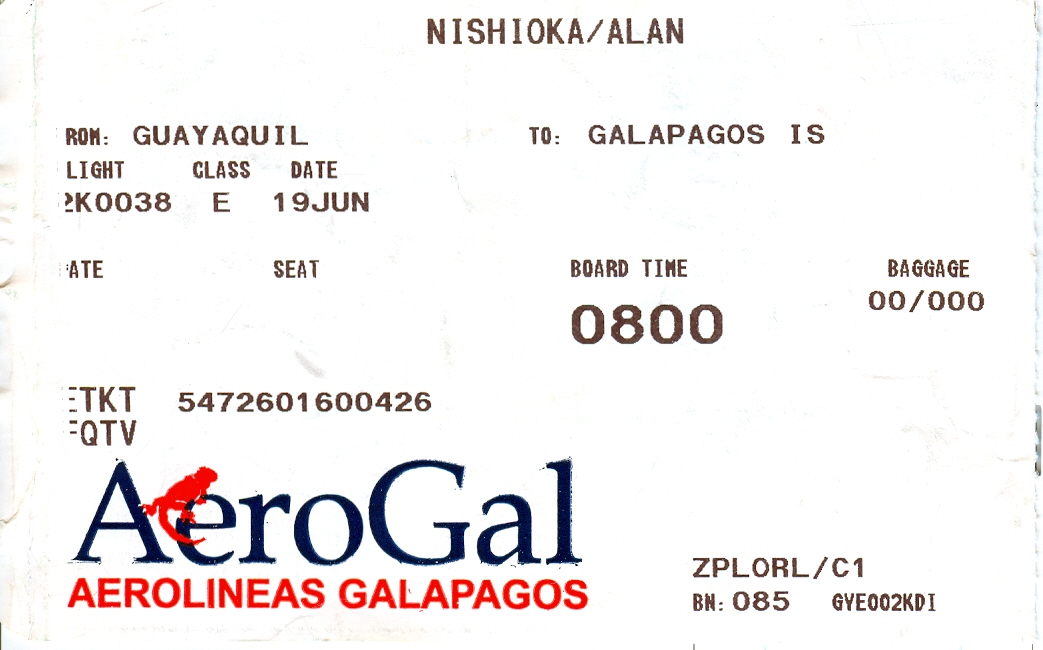 NISHIOKA/ALAN
ROM: GUAYAQUIL TO: GALAPAGOS IS
LIGHT CLASS DATE
2K0038 E 19JUN
ATE SEAT BOARD TIME BAGGAGE
0800 00/000
ETKT 5472601600426
FQTV
AeroGal
AEROLINEAS GALAPAGOS
ZPLORL/C1
BN: 085 GYE002KDI